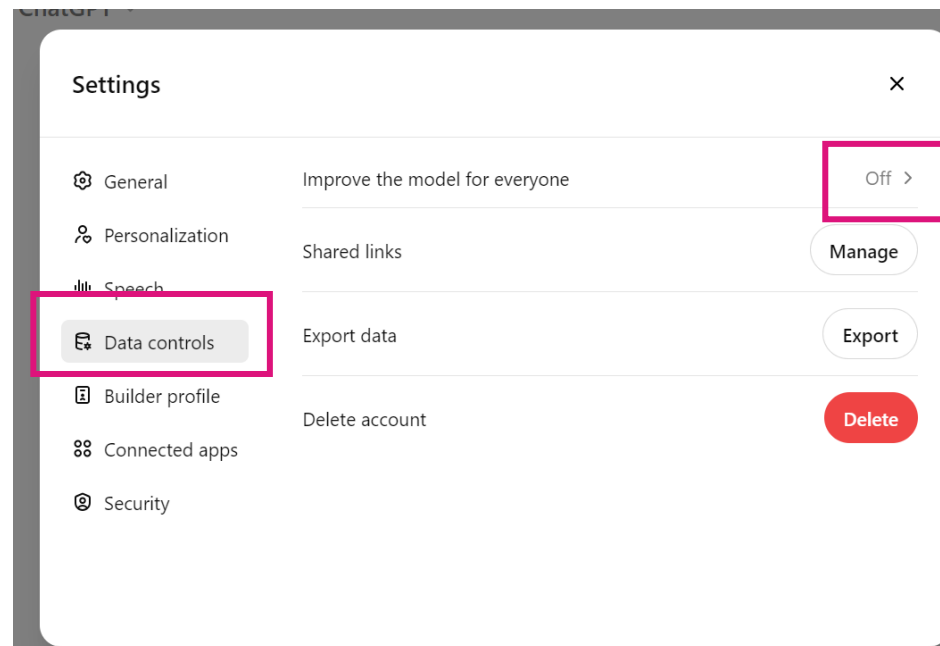 ChatGPT
Settings
General
Personalization
Speech
Data controls
Builder profile
Connected apps
Security
Improve the model for everyone
Off
Shared links
Manage
Export data
Export
Delete account
Delete